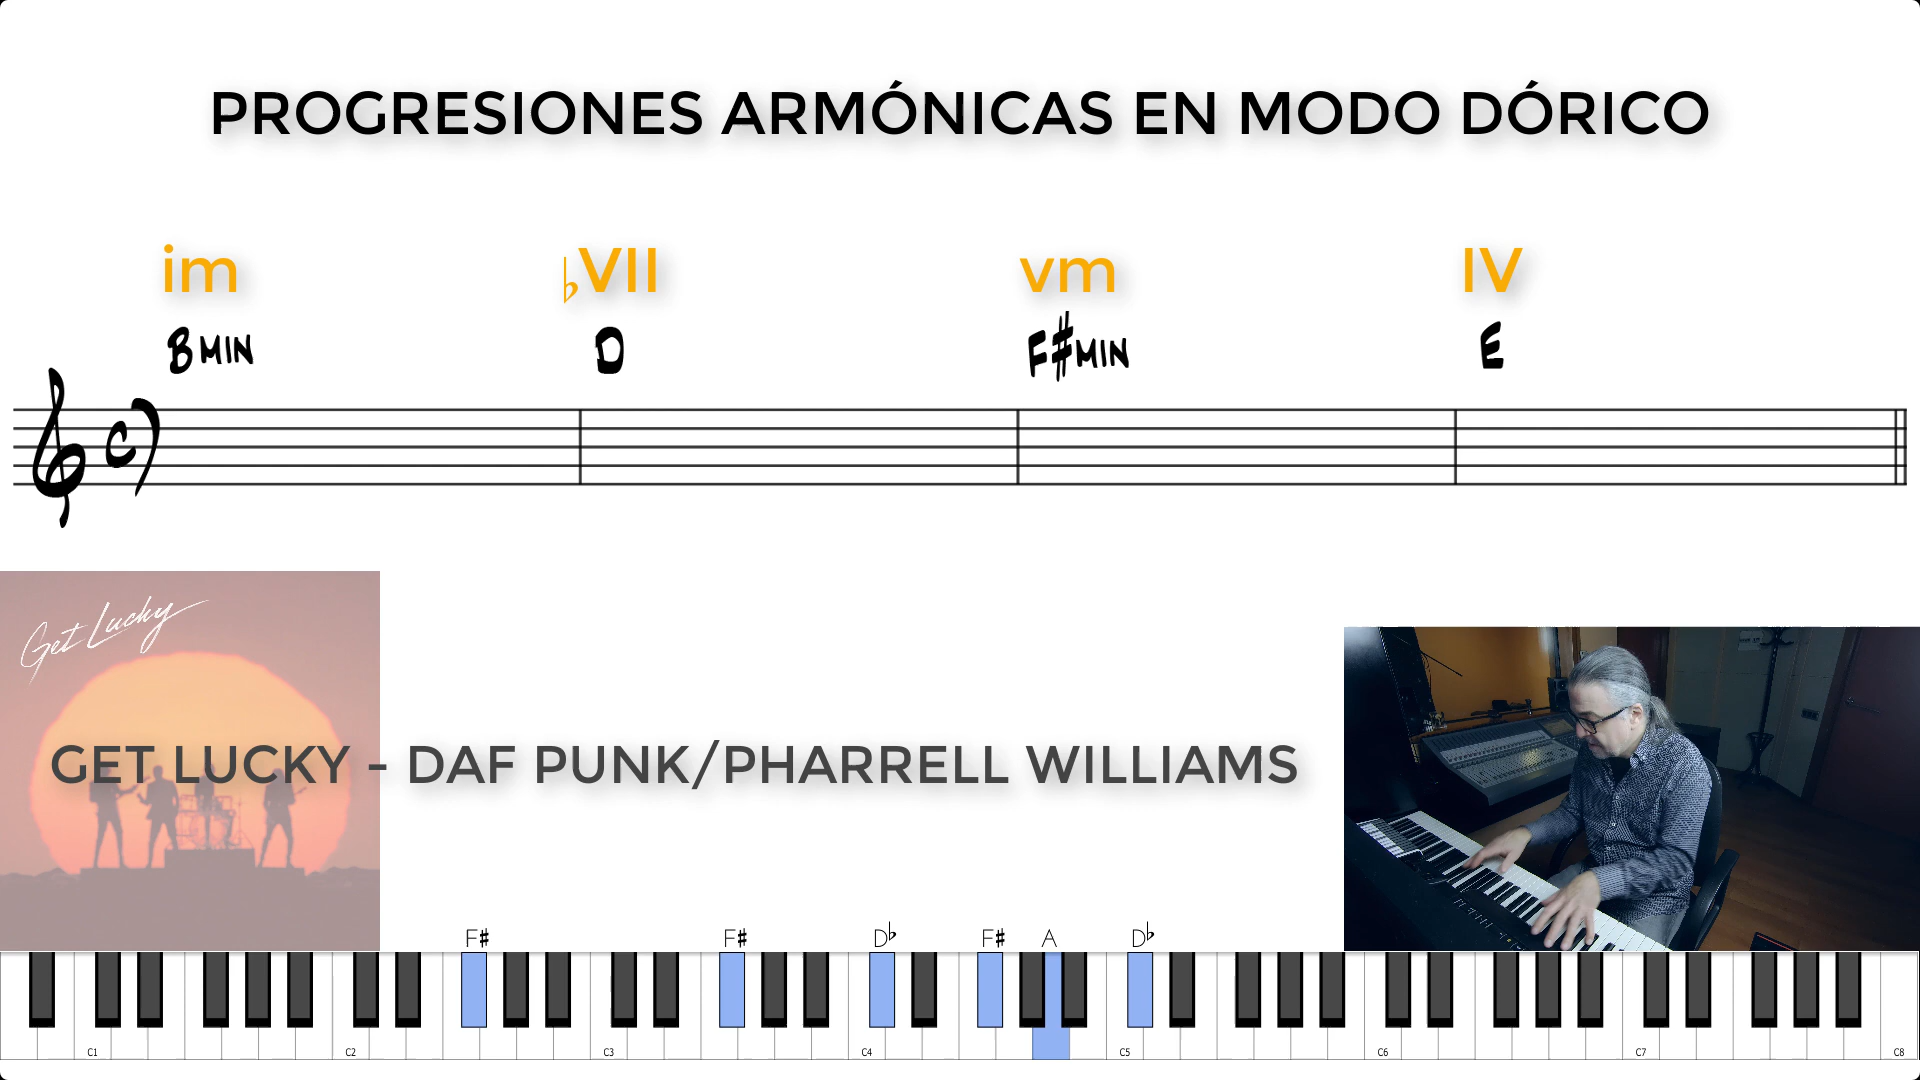 PROGRESIONES ARMÓNICAS EN MODO DÓRICO
im ♭VII vm IV
BMIN D F#MIN E
Get Lucky
GET LUCKY - DAF PUNK/PHARRELL WILLIAMS
F# F# D♭ F# A D♭
C1 C2 C3 C4 C5 C6 C7 C8